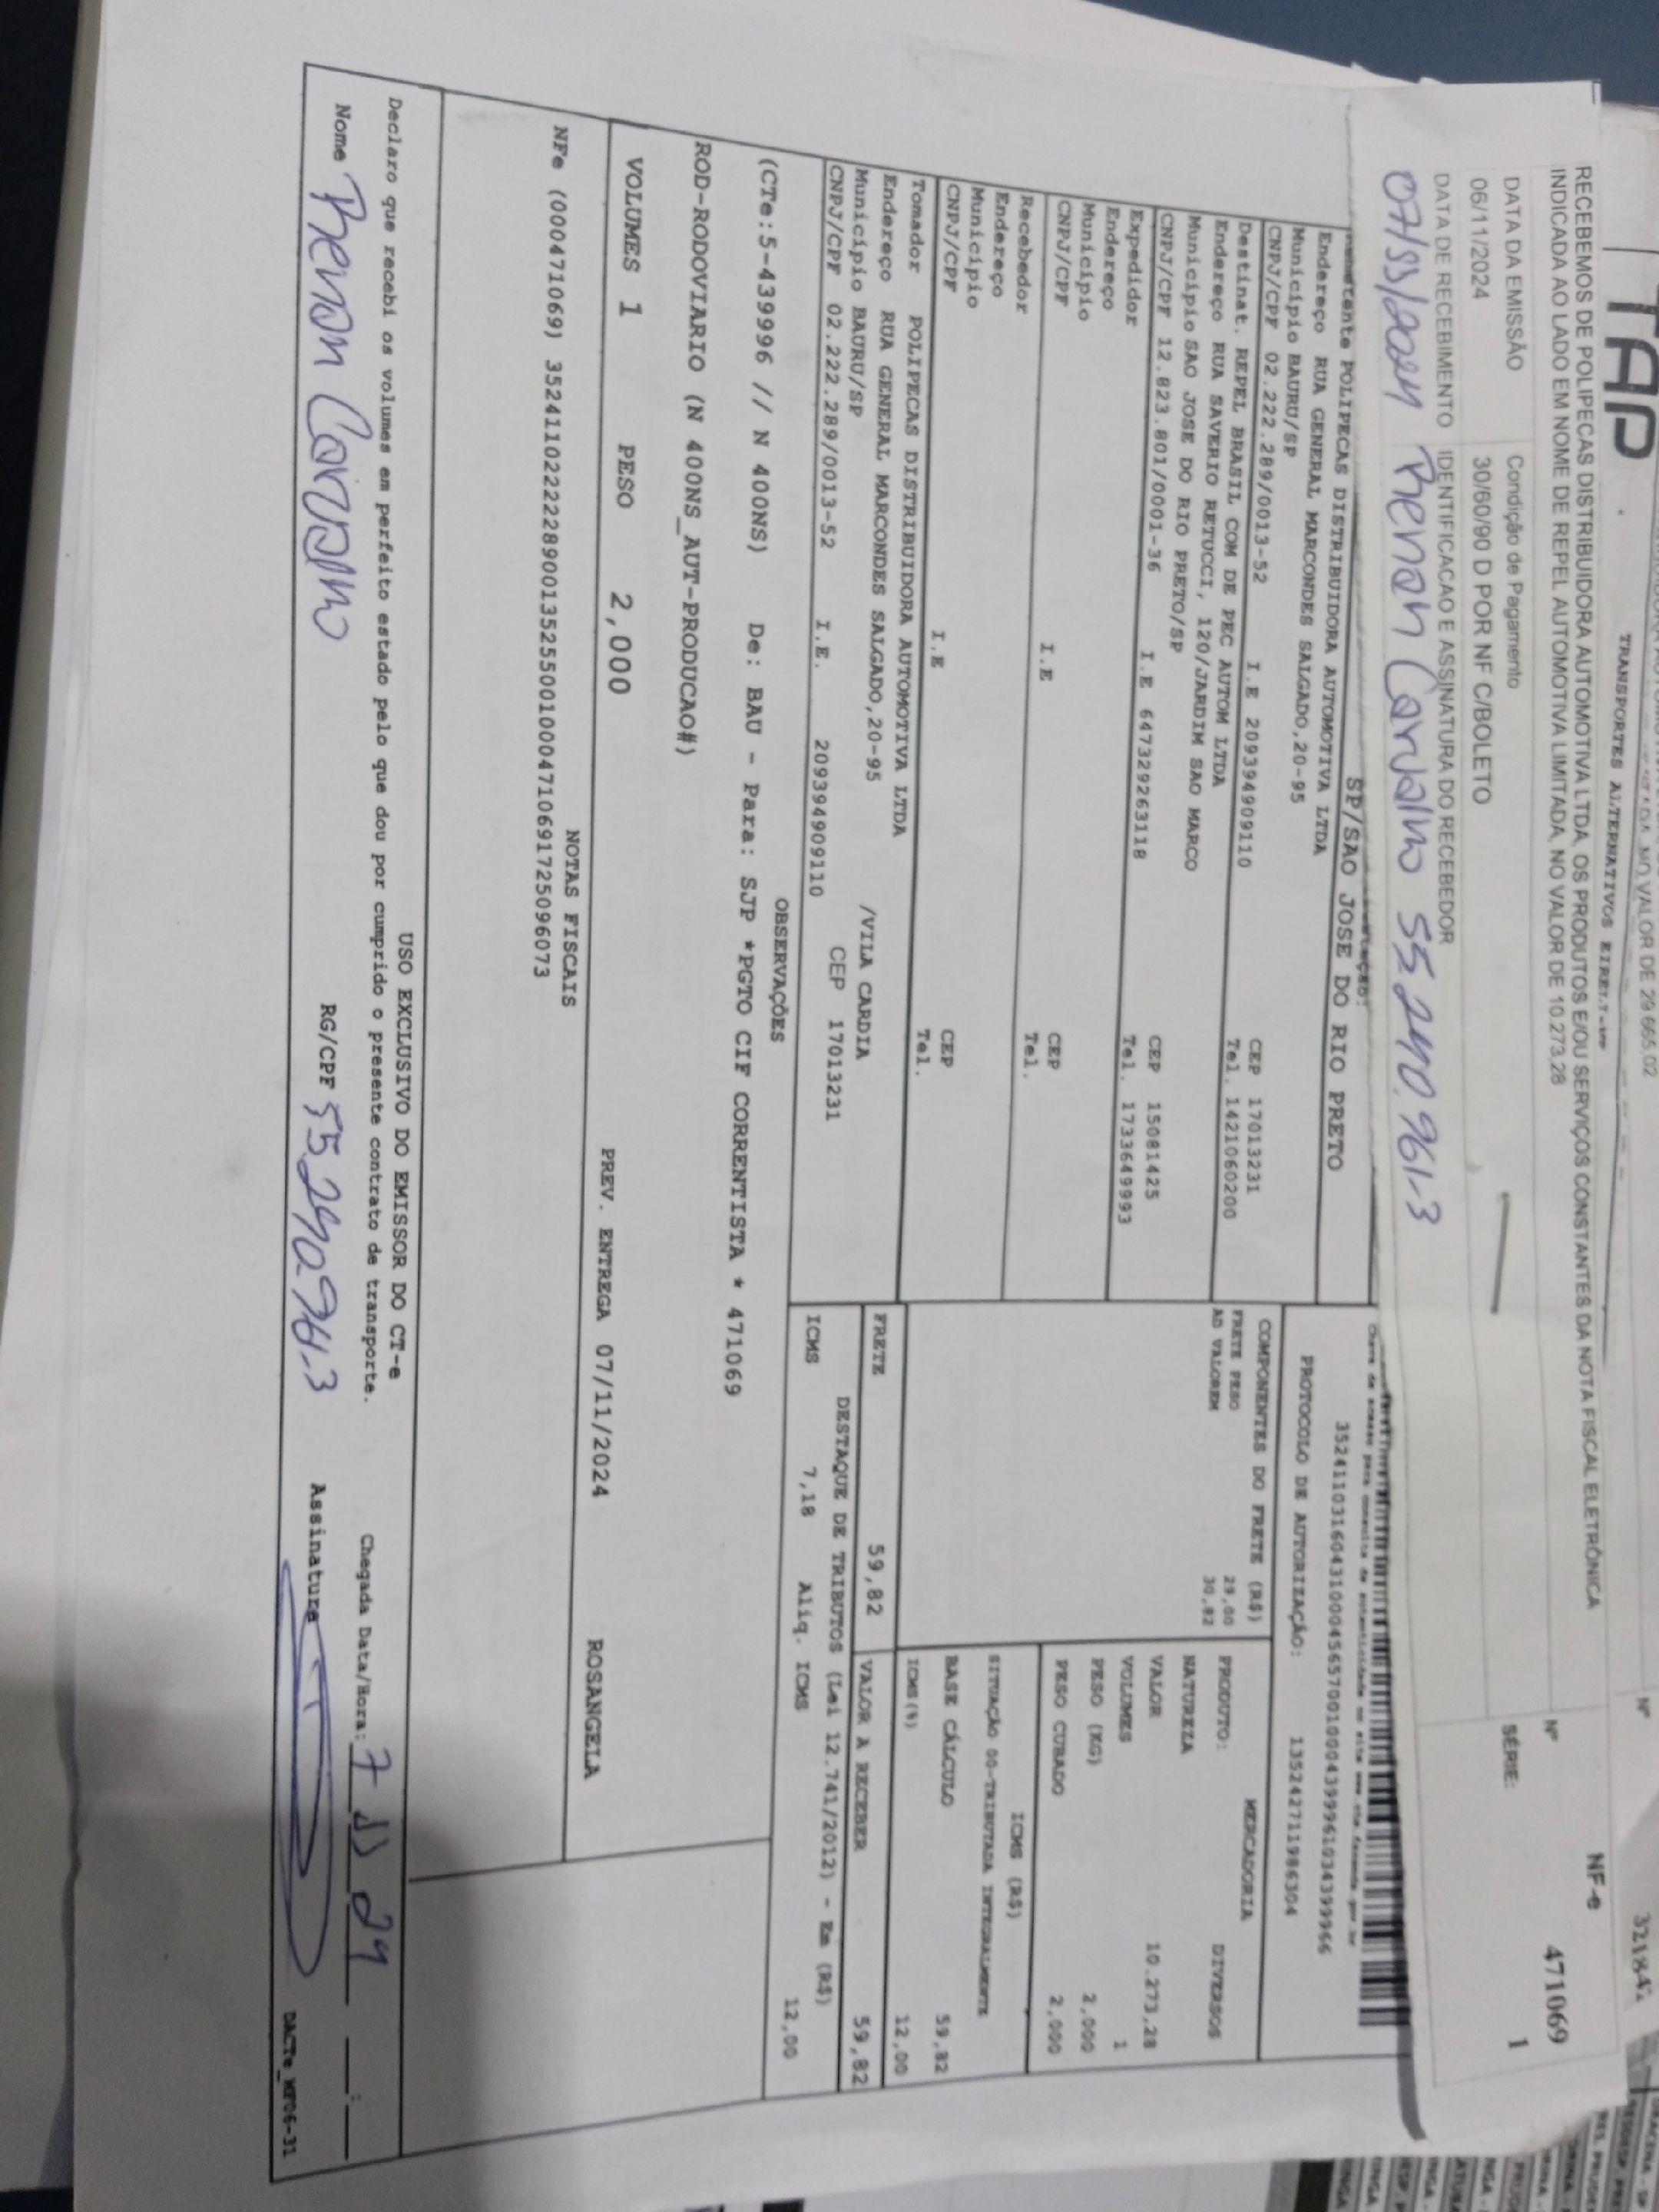 TAP
TRANSPORTES ALTERNATIVOS
NO VALOR DE 29.665,02
Nº
RECEBEMOS DE POLIPECAS DISTRIBUIDORA AUTOMOTIVA LTDA, OS PRODUTOS E/OU SERVIÇOS CONSTANTES DA NOTA FISCAL ELETRÔNICA
INDICADA AO LADO EM NOME DE REPEL AUTOMOTIVA LIMITADA, NO VALOR DE 10.273,28
NF-e
Nº 471069
SÉRIE: 1
DATA DA EMISSÃO
06/11/2024
Condição de Pagamento
30/60/90 D POR NF C/BOLETO
DATA DE RECEBIMENTO
IDENTIFICACAO E ASSINATURA DO RECEBEDOR
07/11/2024 Renan Carvalho 55.240.961-3
SP/SAO JOSE DO RIO PRETO
Remetente POLIPECAS DISTRIBUIDORA AUTOMOTIVA LTDA
Endereço RUA GENERAL MARCONDES SALGADO,20-95
Município BAURU/SP CEP 17013231
CNPJ/CPF 02.222.289/0013-52 I.E 209394909110 Tel. 1421060200
Destinat. REPEL BRASIL COM DE PEC AUTOM LTDA
Endereço RUA SAVERIO RETUCCI, 120/JARDIM SAO MARCO
Município SAO JOSE DO RIO PRETO/SP CEP 15081425
CNPJ/CPF 12.823.801/0001-36 I.E 647329263118 Tel. 1733649993
Expedidor
Endereço
Município CEP
CNPJ/CPF I.E Tel.
Recebedor
Endereço
Município CEP
CNPJ/CPF I.E Tel.
Tomador POLIPECAS DISTRIBUIDORA AUTOMOTIVA LTDA
Endereço RUA GENERAL MARCONDES SALGADO,20-95 /VILA CARDIA
Município BAURU/SP CEP 17013231
CNPJ/CPF 02.222.289/0013-52 I.E. 209394909110
35241103160431000456570010004399961034399966
PROTOCOLO DE AUTORIZAÇÃO: 135242711986304
COMPONENTES DO FRETE (R$)
FRETE PESO 29,00
AD VALOREM 30,82
MERCADORIA
PRODUTO: DIVERSOS
NATUREZA
VALOR 10.273,28
VOLUMES 1
PESO (KG) 2,000
PESO CUBADO 2,000
ICMS (R$)
SITUAÇÃO 00-TRIBUTADA INTEGRALMENTE
BASE CÁLCULO 59,82
ICMS(%) 12,00
FRETE 59,82
VALOR A RECEBER 59,82
DESTAQUE DE TRIBUTOS (Lei 12.741/2012) - Em (R$)
ICMS 7,18 Aliq. ICMS 12,00
OBSERVAÇÕES
(CTe:5-439996 // N 400NS) De: BAU - Para: SJP *PGTO CIF CORRENTISTA * 471069
ROD-RODOVIARIO (N 400NS_AUT-PRODUCAO#)
VOLUMES 1 PESO 2,000 PREV. ENTREGA 07/11/2024 ROSANGELA
NOTAS FISCAIS
NFe (000471069) 35241102222289001352550010004710691725096073
USO EXCLUSIVO DO EMISSOR DO CT-e
Declaro que recebi os volumes em perfeito estado pelo que dou por cumprido o presente contrato de transporte.
Chegada Data/Hora: 7 11 24 __:__
Nome Renan Carvalho RG/CPF 55.240.961-3 Assinatura
DACTe_MF06-31